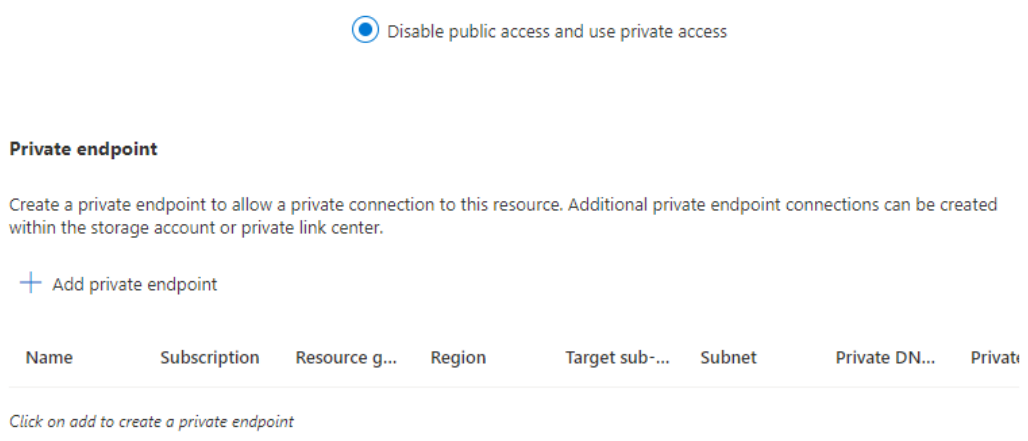 Disable public access and use private access
Private endpoint
Create a private endpoint to allow a private connection to this resource. Additional private endpoint connections can be created
within the storage account or private link center.
Add private endpoint
Name Subscription Resource g... Region Target sub-... Subnet Private DN... Privat
Click on add to create a private endpoint